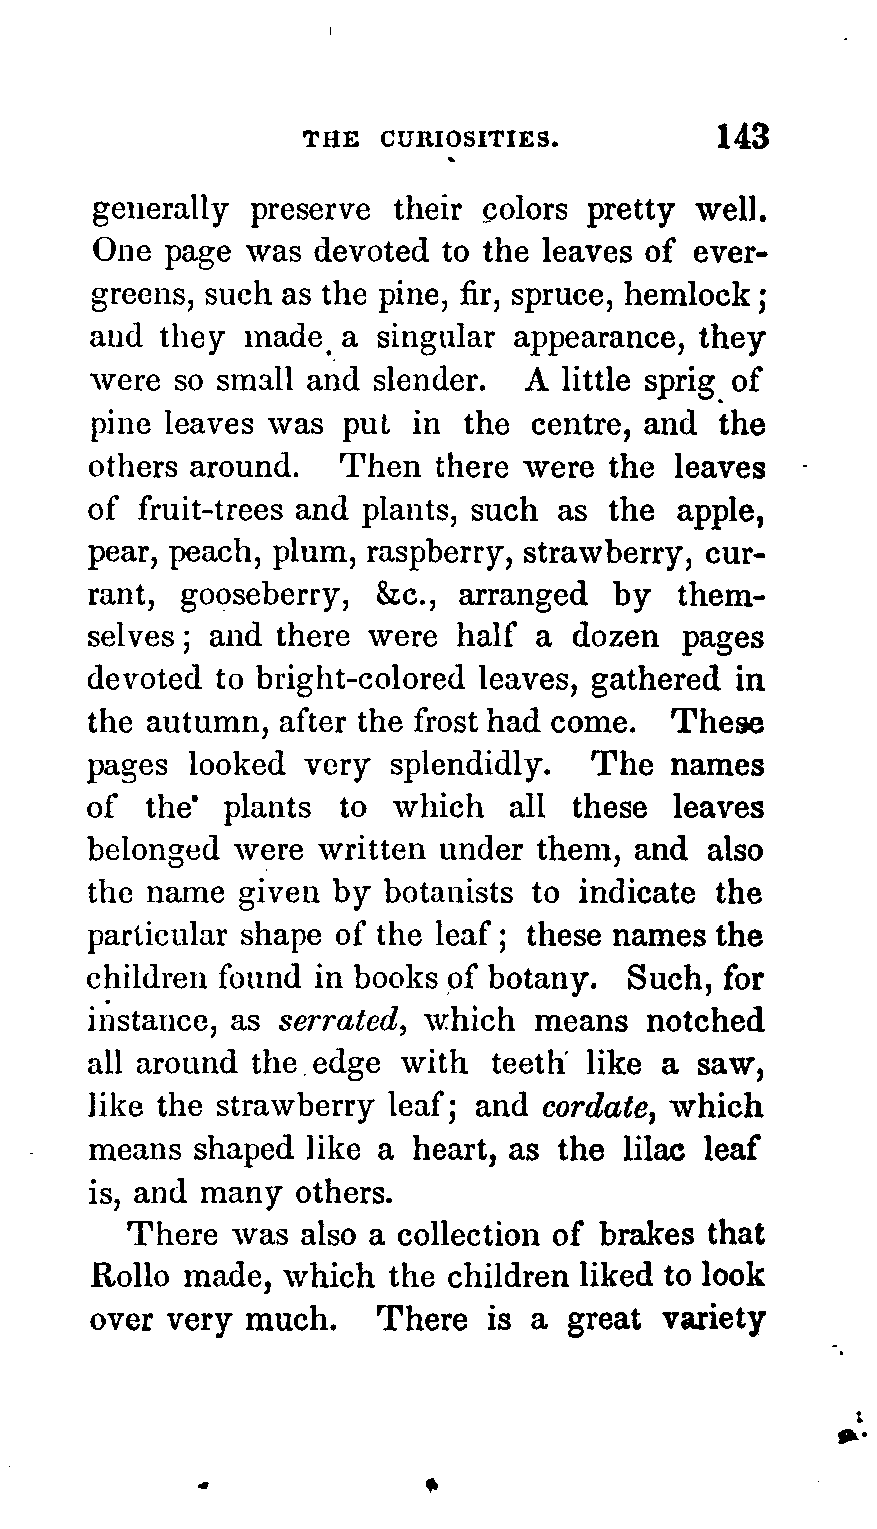 THE CURIOSITIES. 143
generally preserve their colors pretty well.
One page was devoted to the leaves of ever-
greens, such as the pine, fir, spruce, hemlock;
and they made a singular appearance, they
were so small and slender. A little sprig of
pine leaves was put in the centre, and the
others around. Then there were the leaves
of fruit-trees and plants, such as the apple,
pear, peach, plum, raspberry, strawberry, cur-
rant, gooseberry, &c., arranged by them-
selves; and there were half a dozen pages
devoted to bright-colored leaves, gathered in
the autumn, after the frost had come. These
pages looked very splendidly. The names
of the plants to which all these leaves
belonged were written under them, and also
the name given by botanists to indicate the
particular shape of the leaf; these names the
children found in books of botany. Such, for
instance, as serrated, which means notched
all around the edge with teeth like a saw,
like the strawberry leaf; and cordate, which
means shaped like a heart, as the lilac leaf
is, and many others.
There was also a collection of brakes that
Rollo made, which the children liked to look
over very much. There is a great variety